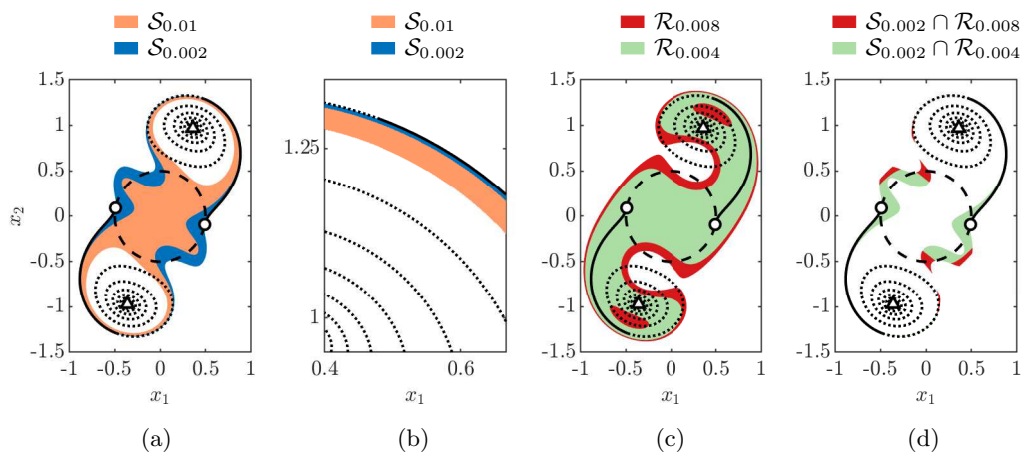 𝒮₀.₀₁ 𝒮₀.₀₁ ℛ₀.₀₀₈ 𝒮₀.₀₀₂ ∩ ℛ₀.₀₀₈
𝒮₀.₀₀₂ 𝒮₀.₀₀₂ ℛ₀.₀₀₄ 𝒮₀.₀₀₂ ∩ ℛ₀.₀₀₄
1.5 1.5 1.5
1 1.25 1 1
0.5 0.5 0.5
x₂ 0 0 0
-0.5 -0.5 -0.5
-1 1 -1 -1
-1.5 -1.5 -1.5
-1 -0.5 0 0.5 1 0.4 0.6 -1 -0.5 0 0.5 1 -1 -0.5 0 0.5 1
x₁ x₁ x₁ x₁
(a) (b) (c) (d)